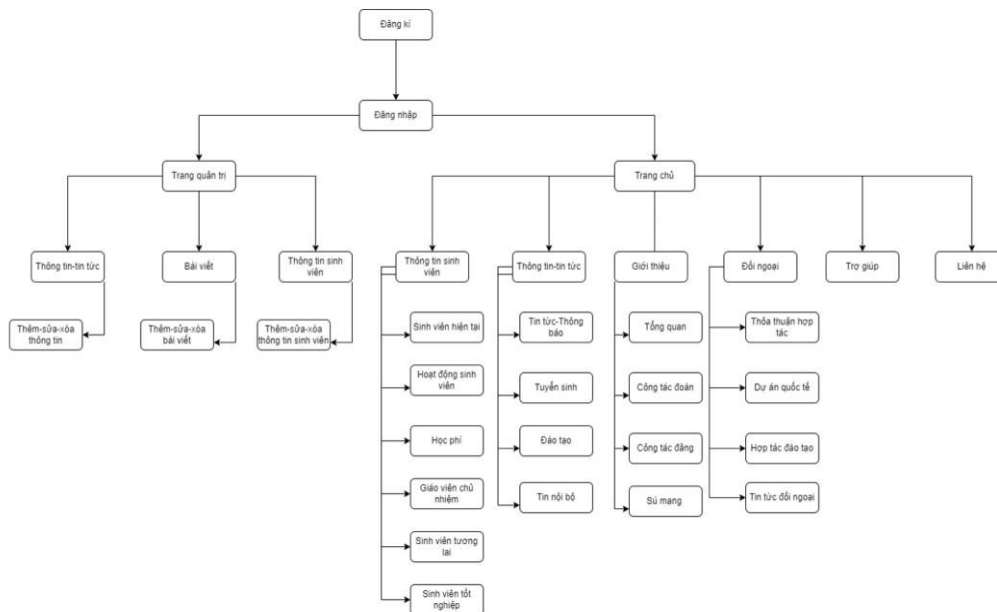 Đăng kí
Đăng nhập
Trang quản trị
Trang chủ
Thông tin-tin tức
Bài viết
Thông tin sinh
viên
Thông tin sinh
viên
Thông tin-tin tức
Giới thiệu
Đối ngoại
Trợ giúp
Liên hệ
Thêm-sửa-xòa
thông tin
Thêm-sửa-xòa
bài viết
Thêm-sửa-xòa
thông tin sinh viên
Sinh viên hiện tại
Hoạt động sinh
viên
Học phí
Giáo viên chủ
nhiệm
Sinh viên tương
lai
Sinh viên tốt
nghiệp
Tin tức-Thông
báo
Tuyển sinh
Đào tạo
Tin nội bộ
Tổng quan
Công tác đoán
Công tác đảng
Sú mạng
Thỏa thuận hợp
tác
Dự án quốc tế
Hợp tác đào tạo
Tin tức đối ngoại